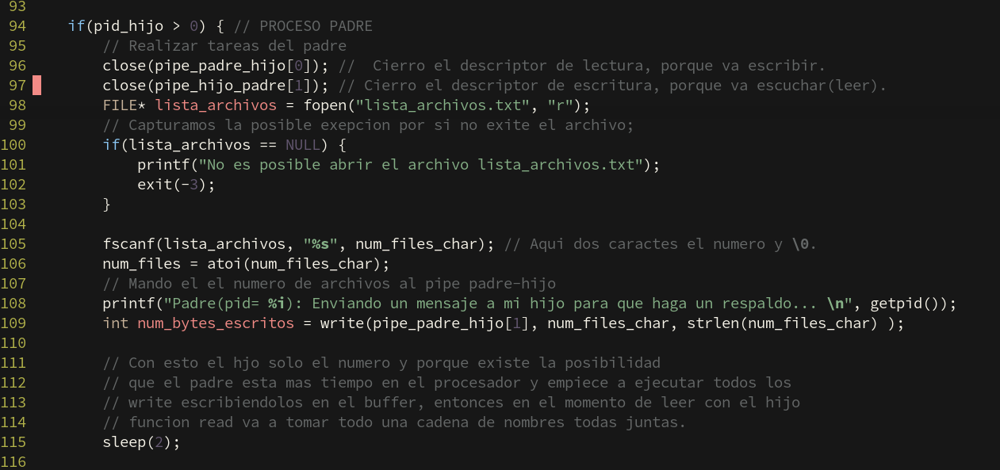 93
94 if(pid_hijo > 0) { // PROCESO PADRE
95 // Realizar tareas del padre
96 close(pipe_padre_hijo[0]); //  Cierro el descriptor de lectura, porque va escribir.
97 close(pipe_hijo_padre[1]); // Cierro el descriptor de escritura, porque va escuchar(leer).
98 FILE* lista_archivos = fopen("lista_archivos.txt", "r");
99 // Capturamos la posible exepcion por si no exite el archivo;
100 if(lista_archivos == NULL) {
101 printf("No es posible abrir el archivo lista_archivos.txt");
102 exit(-3);
103 }
104
105 fscanf(lista_archivos, "%s", num_files_char); // Aqui dos caractes el numero y \0.
106 num_files = atoi(num_files_char);
107 // Mando el el numero de archivos al pipe padre-hijo
108 printf("Padre(pid= %i): Enviando un mensaje a mi hijo para que haga un respaldo... \n", getpid());
109 int num_bytes_escritos = write(pipe_padre_hijo[1], num_files_char, strlen(num_files_char) );
110
111 // Con esto el hjo solo el numero y porque existe la posibilidad
112 // que el padre esta mas tiempo en el procesador y empiece a ejecutar todos los
113 // write escribiendolos en el buffer, entonces en el momento de leer con el hijo
114 // funcion read va a tomar todo una cadena de nombres todas juntas.
115 sleep(2);
116